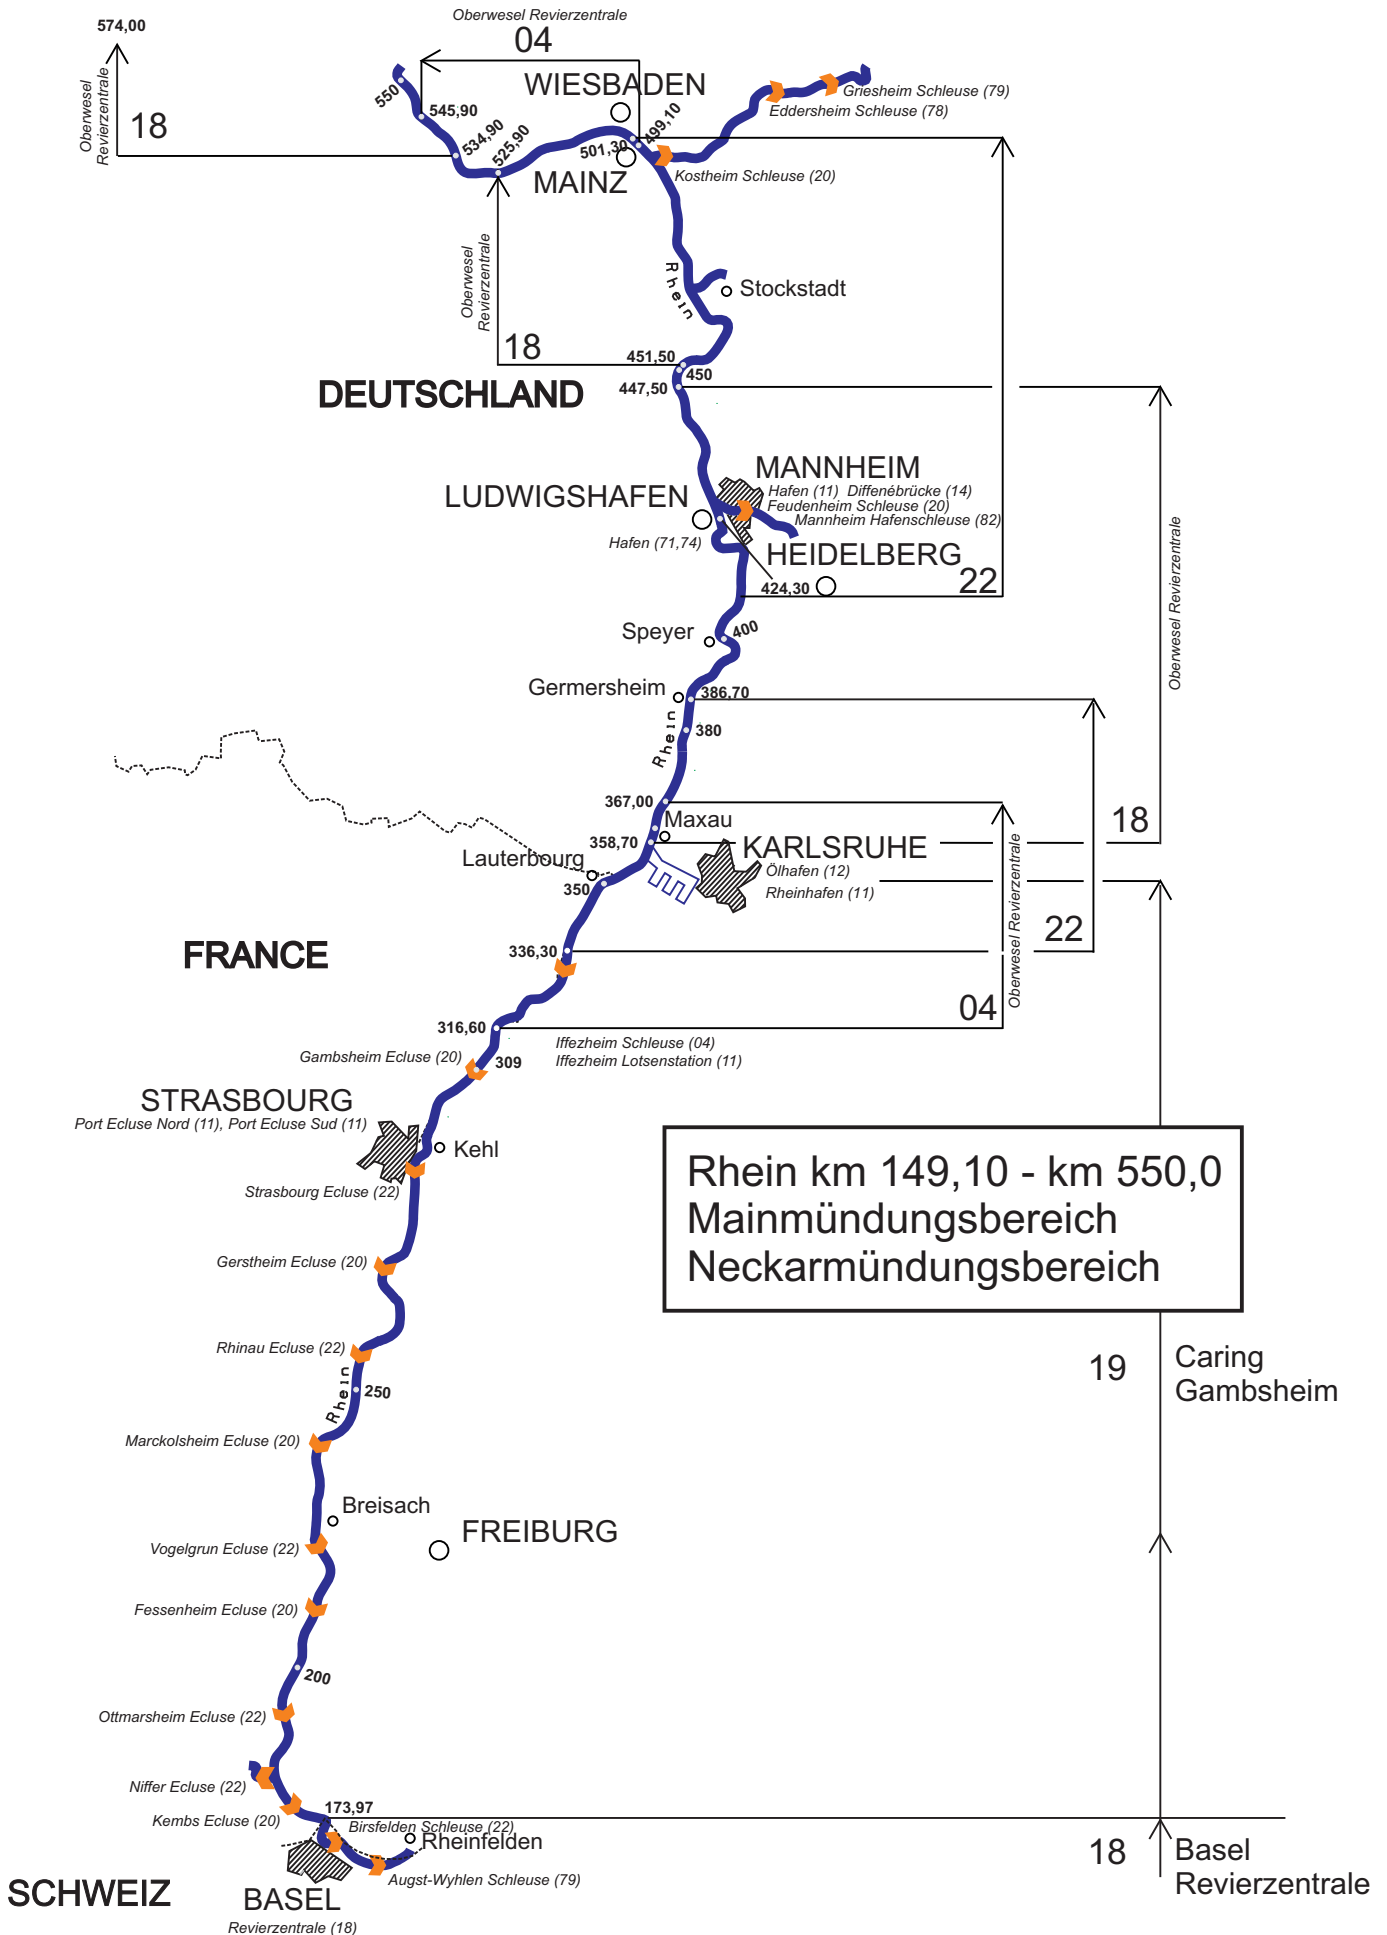 Oberwesel Revierzentrale
574,00
04
WIESBADEN
550
Griesheim Schleuse (79)
Eddersheim Schleuse (78)
545,90
Oberwesel
Revierzentrale
18
534,90
525,90
501,30
499,10
MAINZ
Kostheim Schleuse (20)
Oberwesel
Revierzentrale
Rhein
Stockstadt
18
451,50
450
447,50
DEUTSCHLAND
MANNHEIM
LUDWIGSHAFEN
Hafen (11) Diffenébrücke (14)
Feudenheim Schleuse (20)
Mannheim Hafenschleuse (82)
Hafen (71,74)
HEIDELBERG
424,30
22
Oberwesel Revierzentrale
Speyer
400
Germersheim
386,70
Rhein
380
367,00
Maxau
18
358,70
KARLSRUHE
Lauterbourg
Ölhafen (12)
350
Rheinhafen (11)
Oberwesel Revierzentrale
22
FRANCE
336,30
04
316,60
Iffezheim Schleuse (04)
Gambsheim Ecluse (20)
309
Iffezheim Lotsenstation (11)
STRASBOURG
Port Ecluse Nord (11), Port Ecluse Sud (11)
Kehl
Rhein km 149,10 - km 550,0
Mainmündungsbereich
Neckarmündungsbereich
Strasbourg Ecluse (22)
Gerstheim Ecluse (20)
Rhinau Ecluse (22)
19
Caring
Gambsheim
Rhein
250
Marckolsheim Ecluse (20)
Breisach
FREIBURG
Vogelgrun Ecluse (22)
Fessenheim Ecluse (20)
200
Ottmarsheim Ecluse (22)
Niffer Ecluse (22)
173,97
Kembs Ecluse (20)
Birsfelden Schleuse (22)
Rheinfelden
18
Basel
Revierzentrale
Augst-Wyhlen Schleuse (79)
SCHWEIZ
BASEL
Revierzentrale (18)